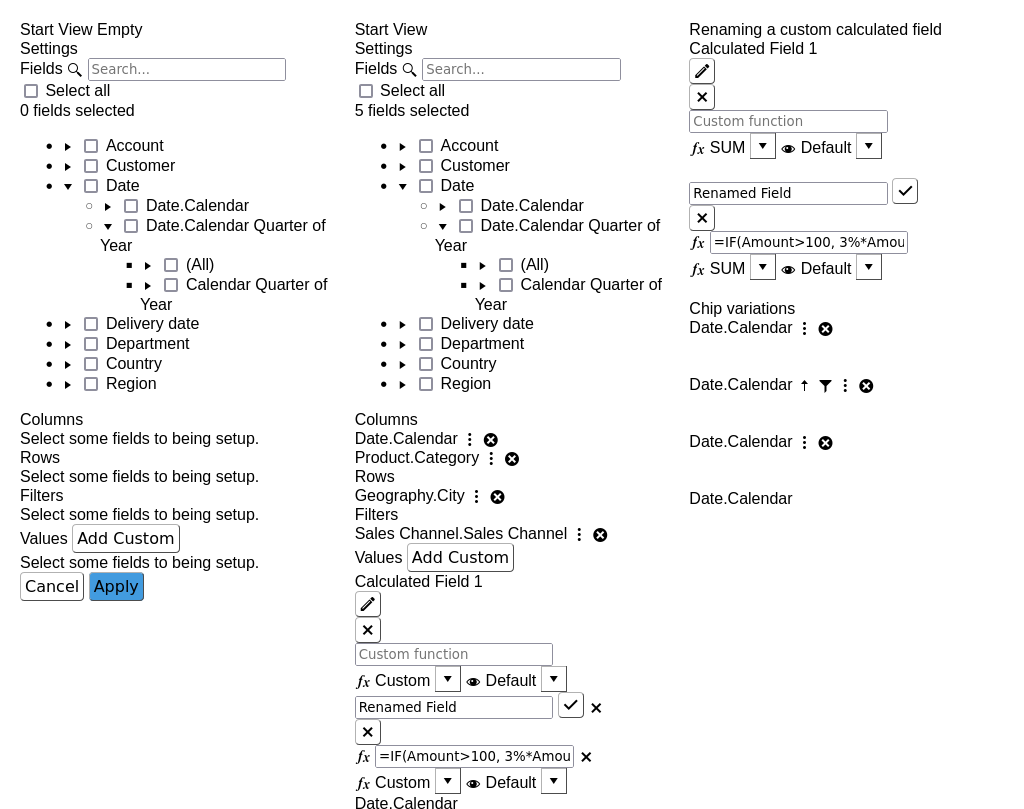 Start View Empty
Settings
Fields Search...
Select all
0 fields selected
Account
Customer
Date
Date.Calendar
Date.Calendar Quarter of
Year
(All)
Calendar Quarter of
Year
Delivery date
Department
Country
Region
Columns
Select some fields to being setup.
Rows
Select some fields to being setup.
Filters
Select some fields to being setup.
Values Add Custom
Select some fields to being setup.
Cancel Apply
Start View
Settings
Fields Search...
Select all
5 fields selected
Account
Customer
Date
Date.Calendar
Date.Calendar Quarter of
Year
(All)
Calendar Quarter of
Year
Delivery date
Department
Country
Region
Columns
Date.Calendar
Product.Category
Rows
Geography.City
Filters
Sales Channel.Sales Channel
Values Add Custom
Calculated Field 1
Custom function
fx Custom Default
Renamed Field
fx =IF(Amount>100, 3%*Amou
fx Custom Default
Date.Calendar
Renaming a custom calculated field
Calculated Field 1
Custom function
fx SUM Default
Renamed Field
fx =IF(Amount>100, 3%*Amou
fx SUM Default
Chip variations
Date.Calendar
Date.Calendar
Date.Calendar
Date.Calendar